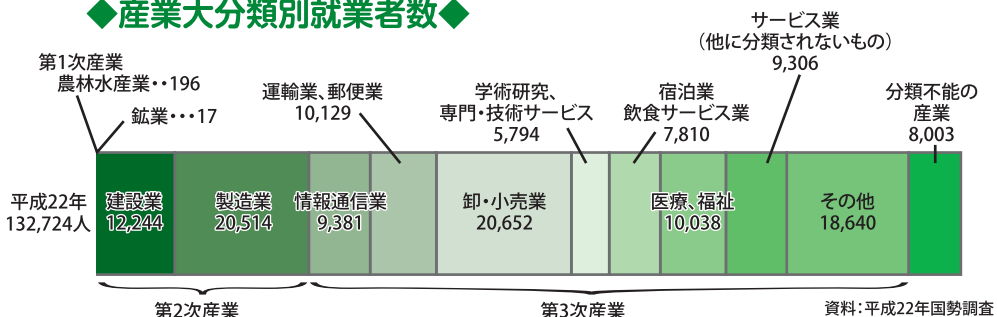 ◆産業大分類別就業者数◆
第1次産業
農林水産業・・196
鉱業・・・17
運輸業、郵便業
10,129
学術研究、
専門・技術サービス
5,794
宿泊業
飲食サービス業
7,810
サービス業
（他に分類されないもの）
9,306
分類不能の
産業
8,003
平成22年
132,724人
建設業
12,244
製造業
20,514
情報通信業
9,381
卸・小売業
20,652
医療、福祉
10,038
その他
18,640
第2次産業
第3次産業
資料：平成22年国勢調査